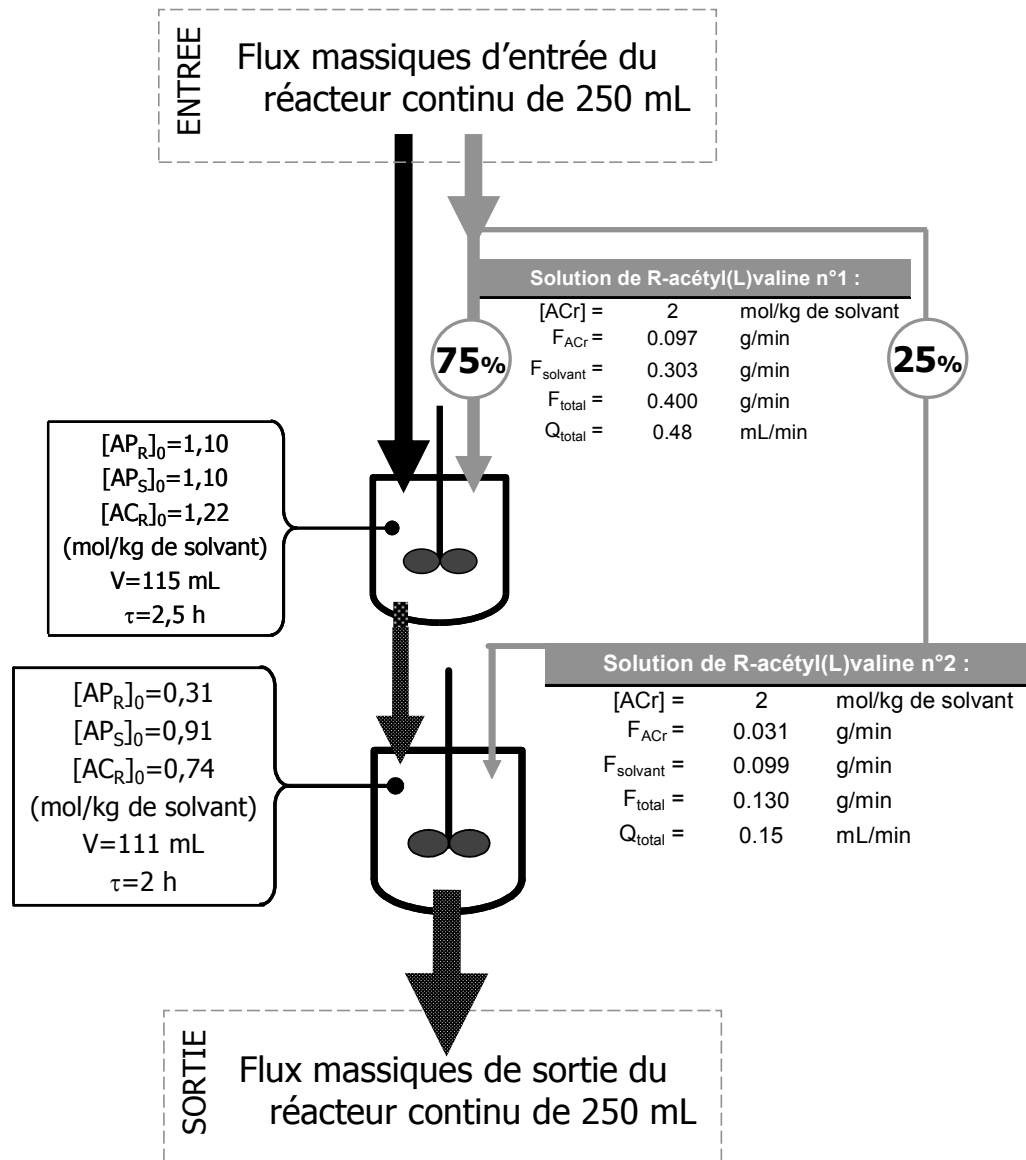 ENTREE
Flux massiques d'entrée du
réacteur continu de 250 mL
Solution de R-acétyl(L)valine n°1 :
[ACr] = 2 mol/kg de solvant
F_ACr = 0.097 g/min
F_solvant = 0.303 g/min
F_total = 0.400 g/min
Q_total = 0.48 mL/min
75%
25%
[AP_R]_0=1,10
[AP_S]_0=1,10
[AC_R]_0=1,22
(mol/kg de solvant)
V=115 mL
τ=2,5 h
Solution de R-acétyl(L)valine n°2 :
[ACr] = 2 mol/kg de solvant
F_ACr = 0.031 g/min
F_solvant = 0.099 g/min
F_total = 0.130 g/min
Q_total = 0.15 mL/min
[AP_R]_0=0,31
[AP_S]_0=0,91
[AC_R]_0=0,74
(mol/kg de solvant)
V=111 mL
τ=2 h
SORTIE
Flux massiques de sortie du
réacteur continu de 250 mL